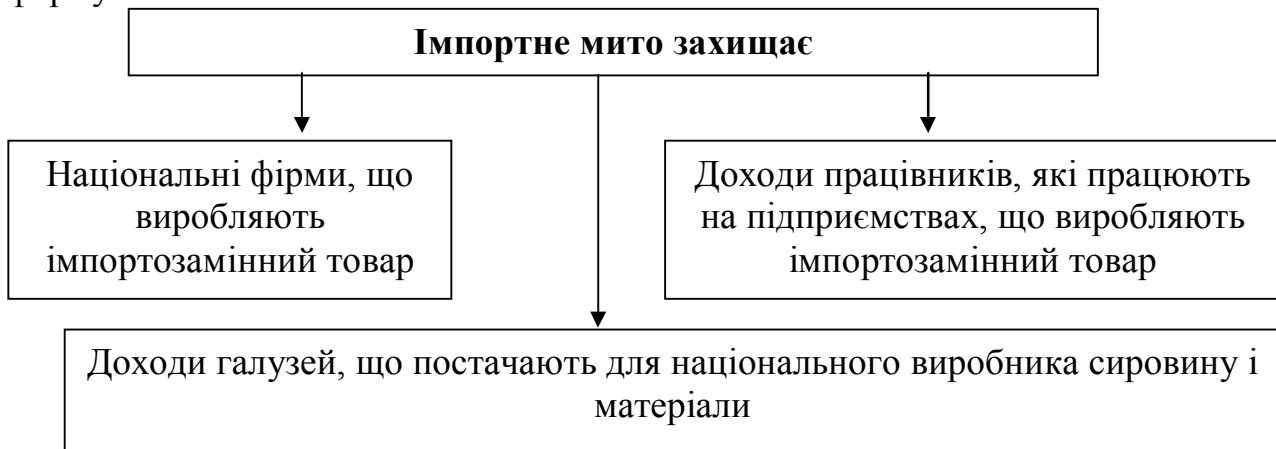 Імпортне мито захищає
Національні фірми, що
виробляють
імпортозамінний товар
Доходи працівників, які працюють
на підприємствах, що виробляють
імпортозамінний товар
Доходи галузей, що постачають для національного виробника сировину і
матеріали